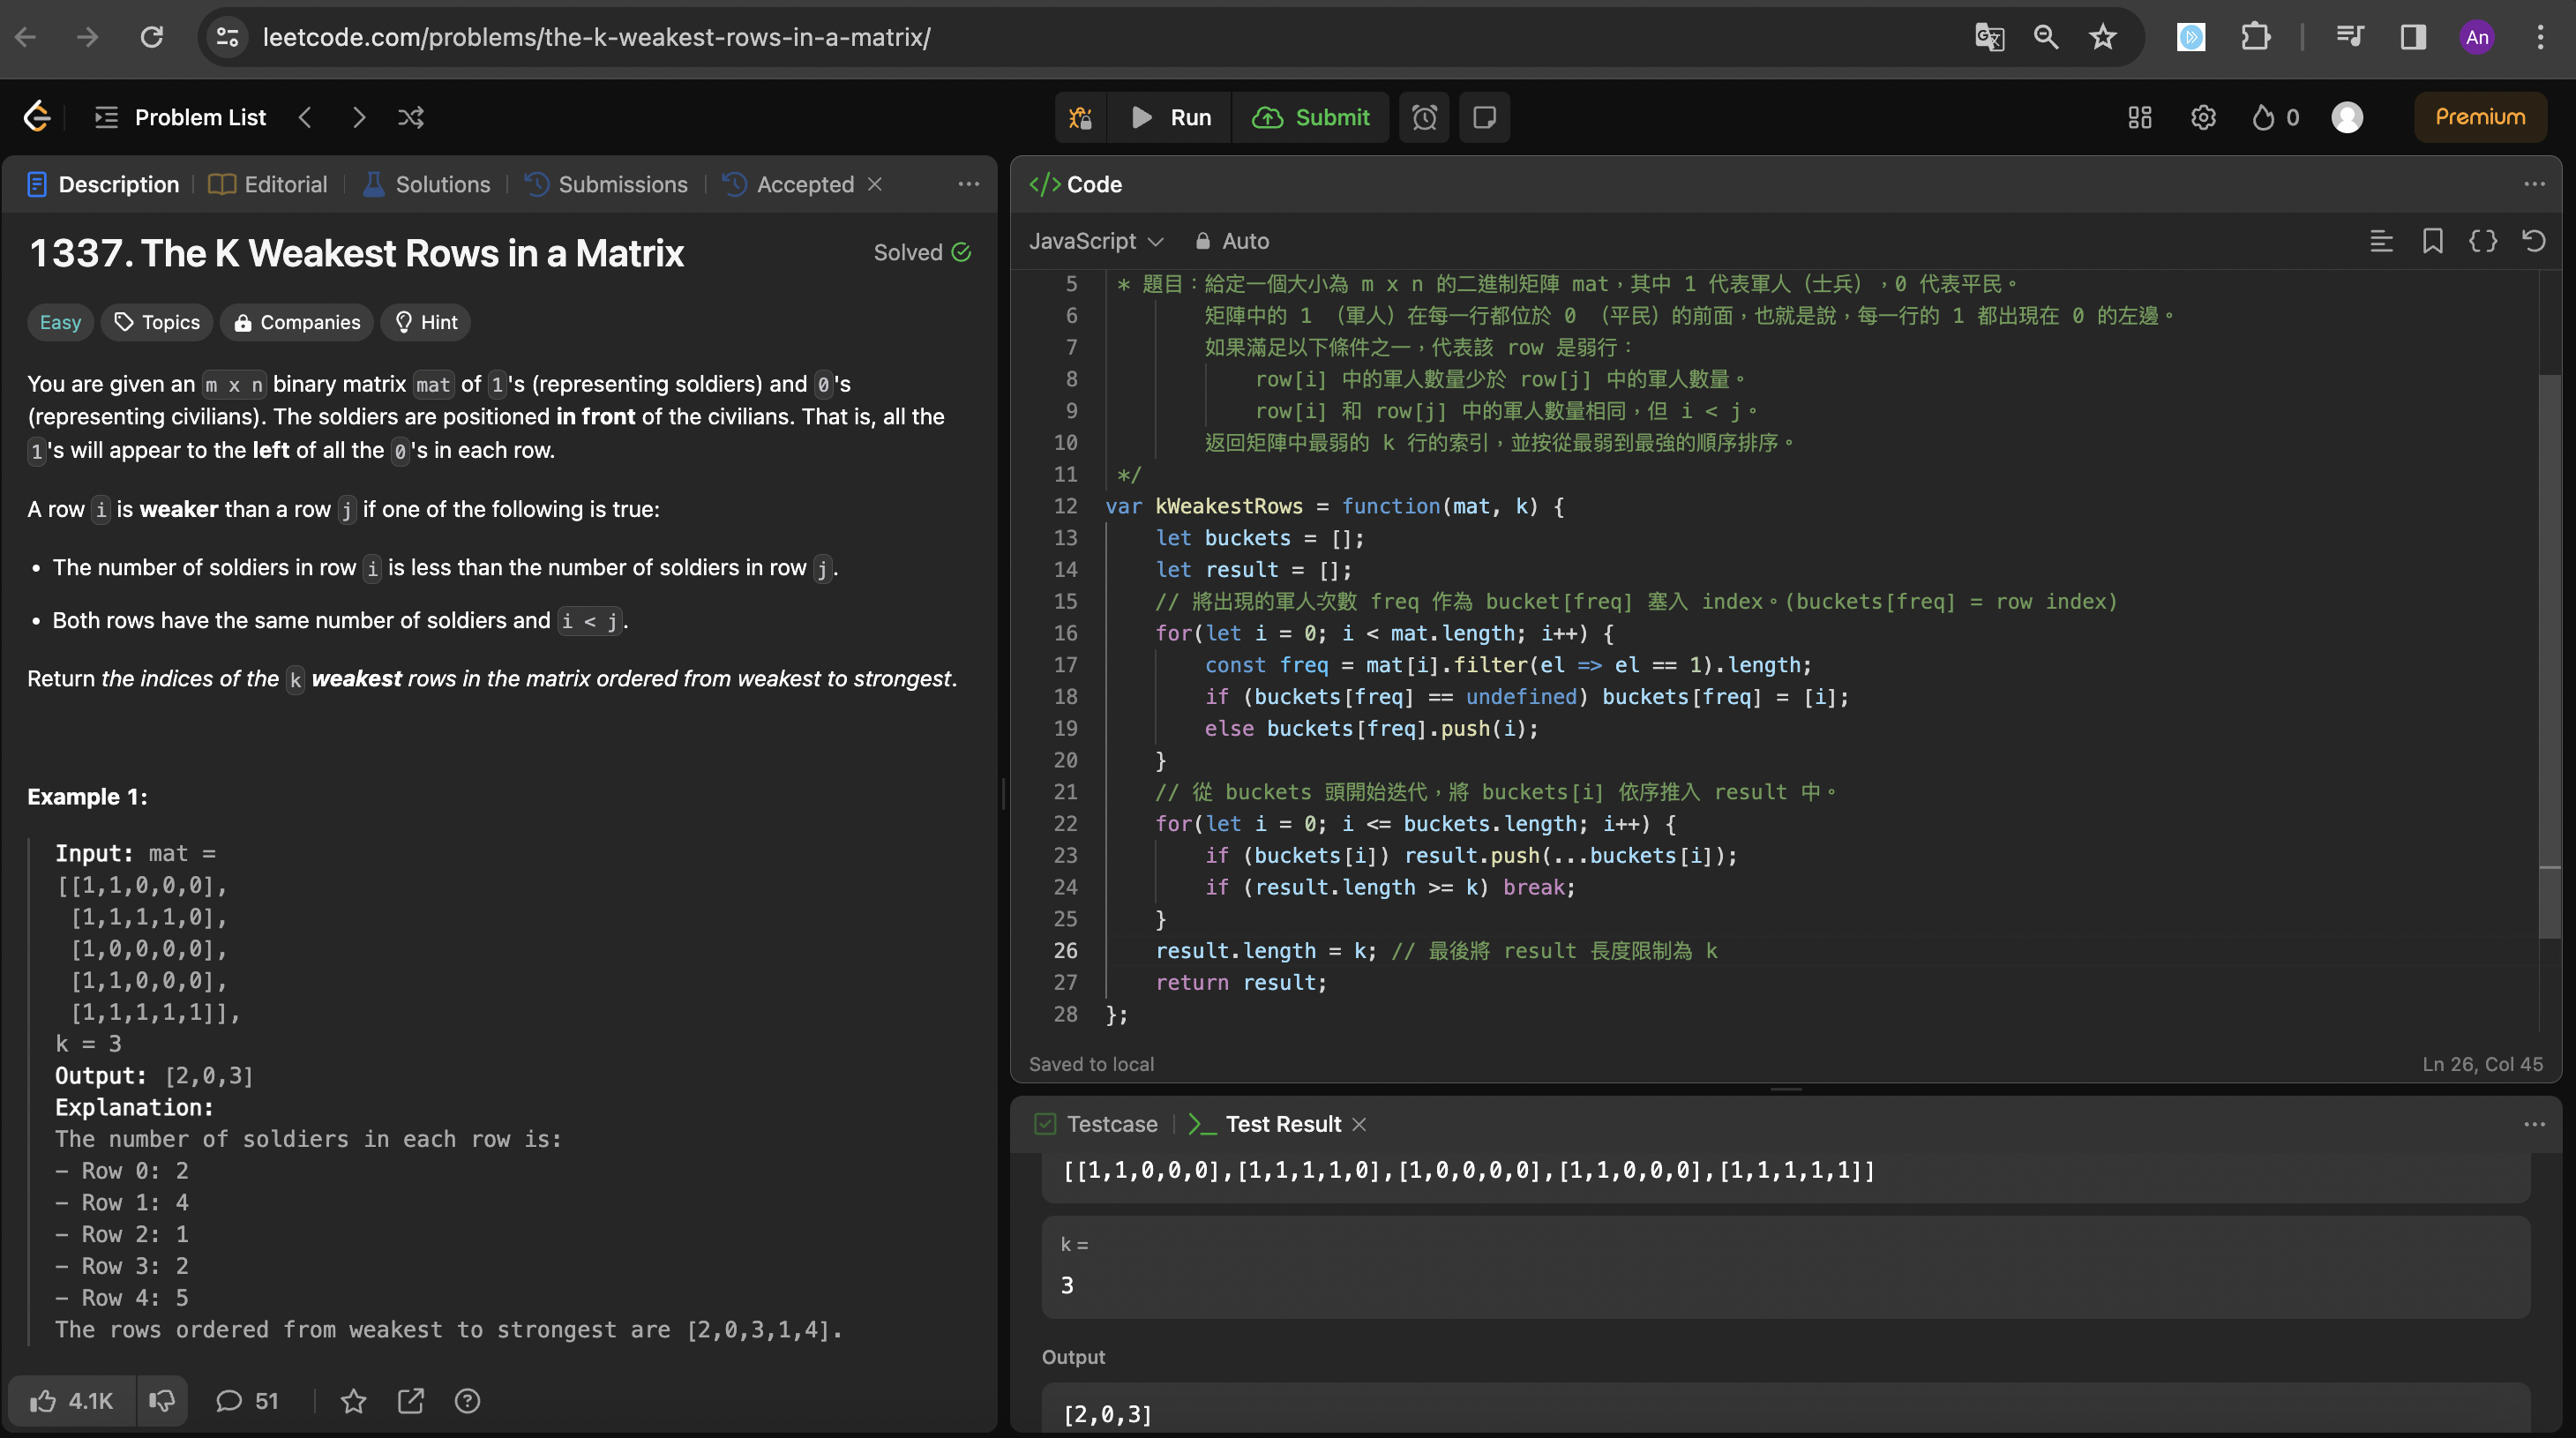 leetcode.com/problems/the-k-weakest-rows-in-a-matrix/
An
Problem List
Run
Submit
0
Premium
Description
Editorial
Solutions
Submissions
Accepted
1337. The K Weakest Rows in a Matrix
Solved
Easy
Topics
Companies
Hint
You are given an m x n binary matrix mat of 1's (representing soldiers) and 0's
(representing civilians). The soldiers are positioned in front of the civilians. That is, all the
1's will appear to the left of all the 0's in each row.
A row i is weaker than a row j if one of the following is true:
• The number of soldiers in row i is less than the number of soldiers in row j.
• Both rows have the same number of soldiers and i < j.
Return the indices of the k weakest rows in the matrix ordered from weakest to strongest.
Example 1:
Input: mat =
[[1,1,0,0,0],
[1,1,1,1,0],
[1,0,0,0,0],
[1,1,0,0,0],
[1,1,1,1,1]],
k = 3
Output: [2,0,3]
Explanation:
The number of soldiers in each row is:
- Row 0: 2
- Row 1: 4
- Row 2: 1
- Row 3: 2
- Row 4: 5
The rows ordered from weakest to strongest are [2,0,3,1,4].
4.1K
51
</> Code
JavaScript
Auto
5 * 題目：給定一個大小為 m x n 的二進制矩陣 mat，其中 1 代表軍人（士兵），0 代表平民。
6 矩陣中的 1 （軍人）在每一行都位於 0 （平民）的前面，也就是說，每一行的 1 都出現在 0 的左邊。
7 如果滿足以下條件之一，代表該 row 是弱行：
8 row[i] 中的軍人數量少於 row[j] 中的軍人數量。
9 row[i] 和 row[j] 中的軍人數量相同，但 i < j。
10 返回矩陣中最弱的 k 行的索引，並按從最弱到最強的順序排序。
11 */
12 var kWeakestRows = function(mat, k) {
13 let buckets = [];
14 let result = [];
15 // 將出現的軍人次數 freq 作為 bucket[freq] 塞入 index。(buckets[freq] = row index)
16 for(let i = 0; i < mat.length; i++) {
17 const freq = mat[i].filter(el => el == 1).length;
18 if (buckets[freq] == undefined) buckets[freq] = [i];
19 else buckets[freq].push(i);
20 }
21 // 從 buckets 頭開始迭代，將 buckets[i] 依序推入 result 中。
22 for(let i = 0; i <= buckets.length; i++) {
23 if (buckets[i]) result.push(...buckets[i]);
24 if (result.length >= k) break;
25 }
26 result.length = k; // 最後將 result 長度限制為 k
27 return result;
28 };
Saved to local
Ln 26, Col 45
Testcase
Test Result
[[1,1,0,0,0],[1,1,1,1,0],[1,0,0,0,0],[1,1,0,0,0],[1,1,1,1,1]]
k =
3
Output
[2,0,3]